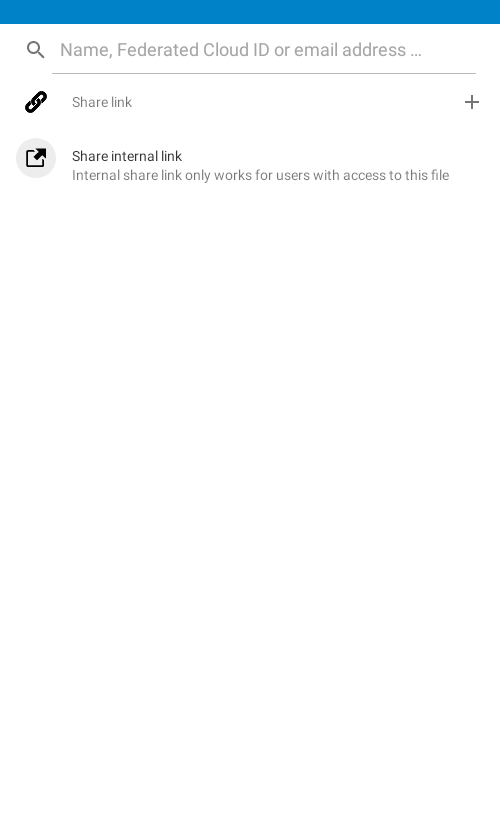 Name, Federated Cloud ID or email address …
Share link
Share internal link
Internal share link only works for users with access to this file